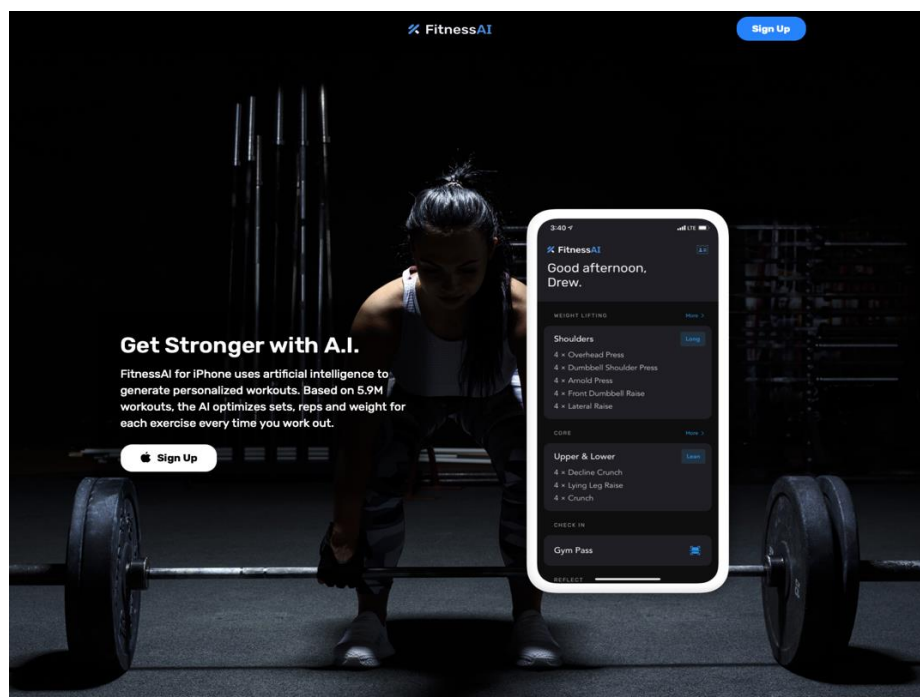 FitnessAI
Sign Up
3:40
LTE
FitnessAI
Good afternoon,
Drew.
WEIGHT LIFTING
More >
Shoulders
Long
4 × Overhead Press
4 × Dumbbell Shoulder Press
4 × Arnold Press
4 × Front Dumbbell Raise
4 × Lateral Raise
CORE
More >
Upper & Lower
Lean
4 × Decline Crunch
4 × Lying Leg Raise
4 × Crunch
CHECK IN
Gym Pass
REFLECT
Get Stronger with A.I.
FitnessAI for iPhone uses artificial intelligence to
generate personalized workouts. Based on 5.9M
workouts, the AI optimizes sets, reps and weight for
each exercise every time you work out.
Sign Up